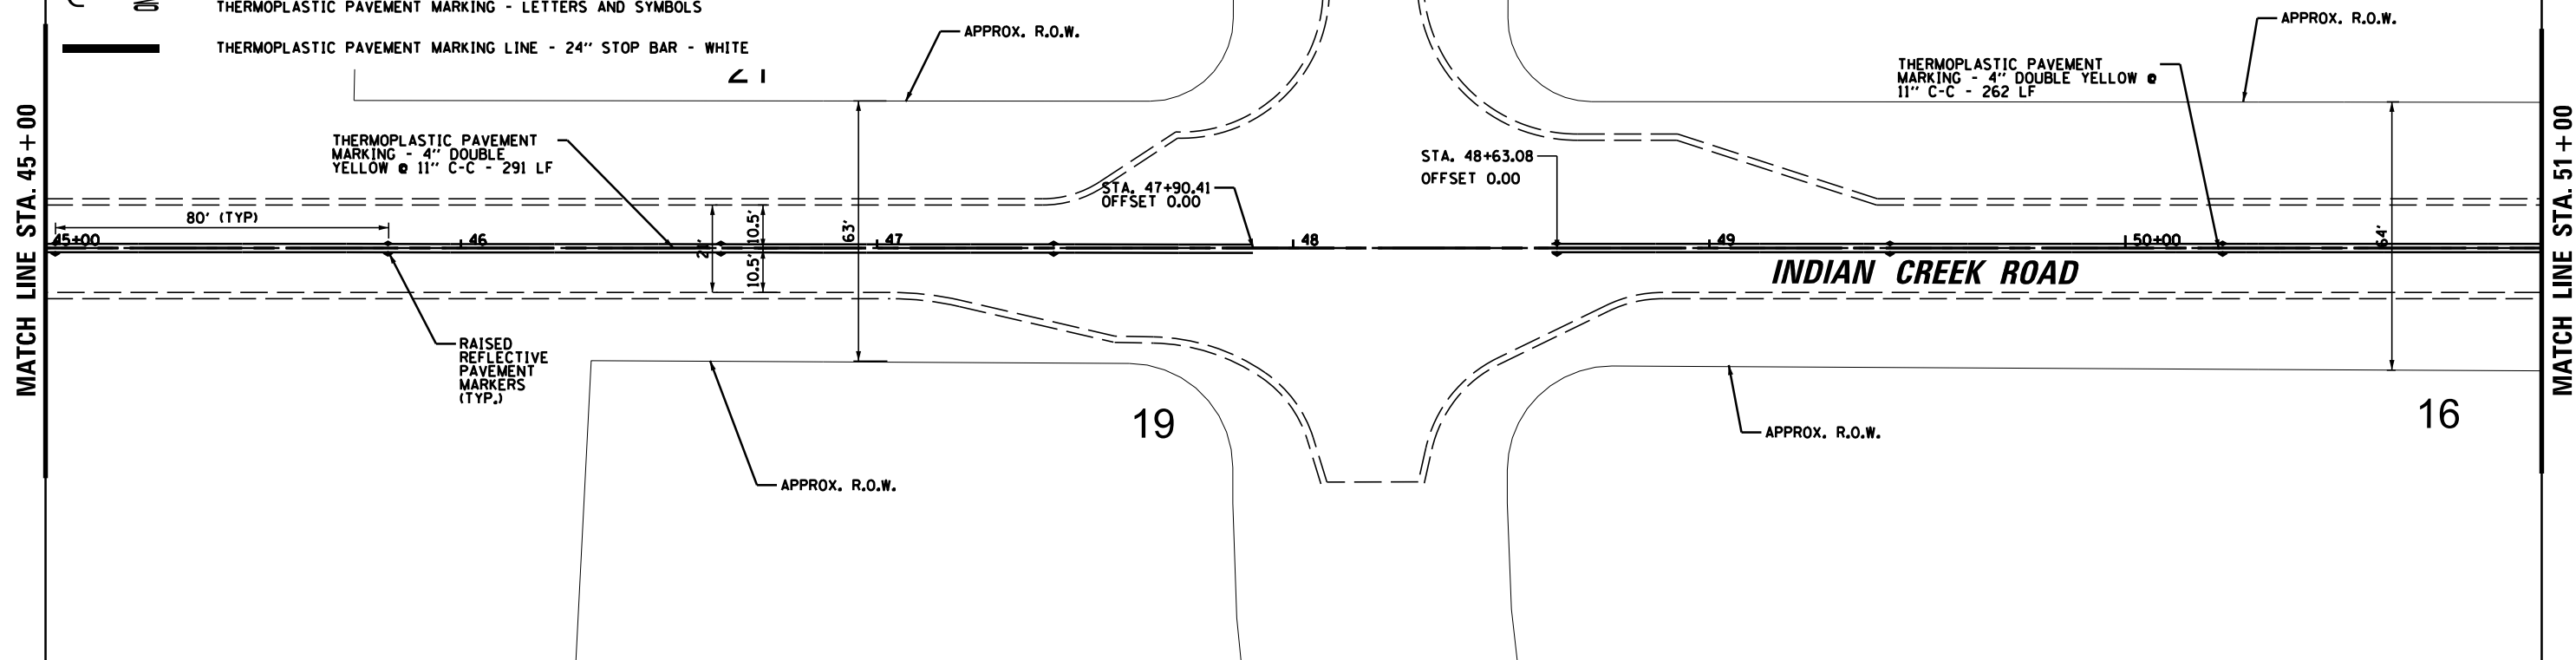 THERMOPLASTIC PAVEMENT MARKING - LETTERS AND SYMBOLS
THERMOPLASTIC PAVEMENT MARKING LINE - 24" STOP BAR - WHITE
21
APPROX. R.O.W.
APPROX. R.O.W.
THERMOPLASTIC PAVEMENT
MARKING - 4" DOUBLE YELLOW @
11" C-C - 262 LF
MATCH LINE STA. 45+00
THERMOPLASTIC PAVEMENT
MARKING - 4" DOUBLE
YELLOW @ 11" C-C - 291 LF
STA. 48+63.08
OFFSET 0.00
STA. 47+90.41
OFFSET 0.00
MATCH LINE STA. 51+00
80' (TYP)
10.5'
63'
45+00
46
47
48
49
50+00
64'
10.5'
INDIAN CREEK ROAD
RAISED
REFLECTIVE
PAVEMENT
MARKERS
(TYP.)
19
16
APPROX. R.O.W.
APPROX. R.O.W.